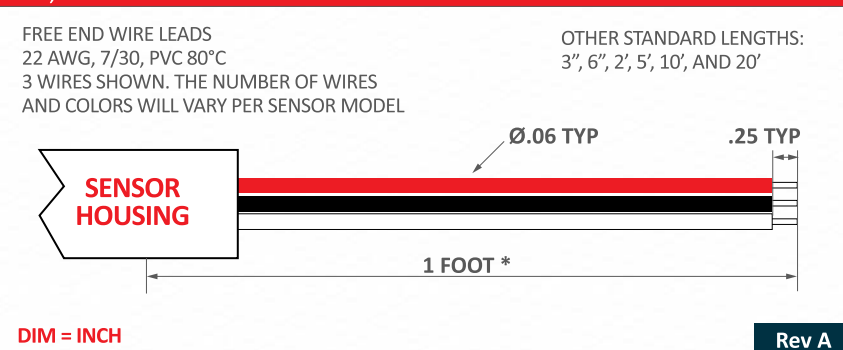 FREE END WIRE LEADS
22 AWG, 7/30, PVC 80°C
3 WIRES SHOWN. THE NUMBER OF WIRES
AND COLORS WILL VARY PER SENSOR MODEL
OTHER STANDARD LENGTHS:
3”, 6”, 2’, 5’, 10’, AND 20’
Ø.06 TYP
.25 TYP
SENSOR
HOUSING
1 FOOT *
DIM = INCH
Rev A